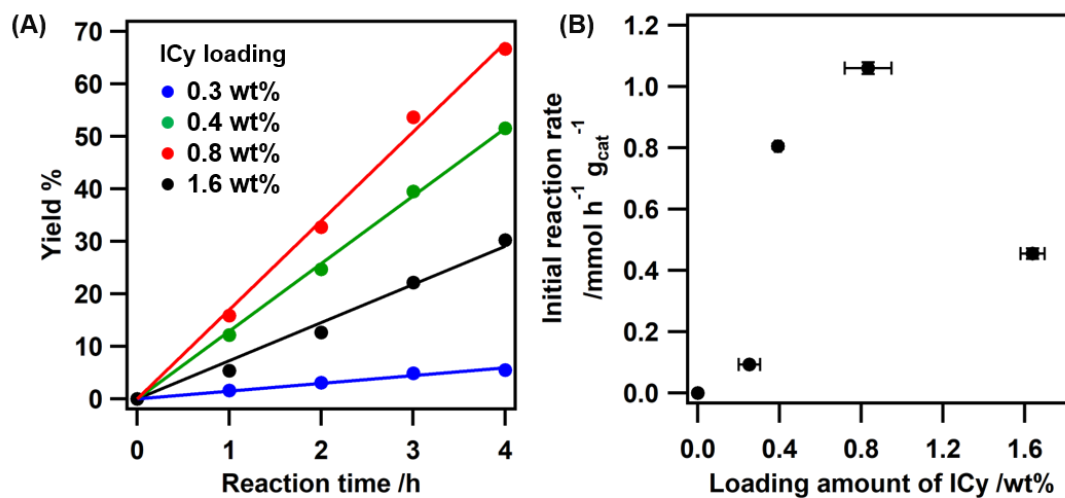 (A)
70
60
50
40
30
20
10
0
Yield %
ICy loading
0.3 wt%
0.4 wt%
0.8 wt%
1.6 wt%
0 1 2 3 4
Reaction time /h
(B)
Initial reaction rate
/mmol h⁻¹ g_cat⁻¹
1.2
1.0
0.8
0.6
0.4
0.2
0.0
0.0 0.4 0.8 1.2 1.6
Loading amount of ICy /wt%